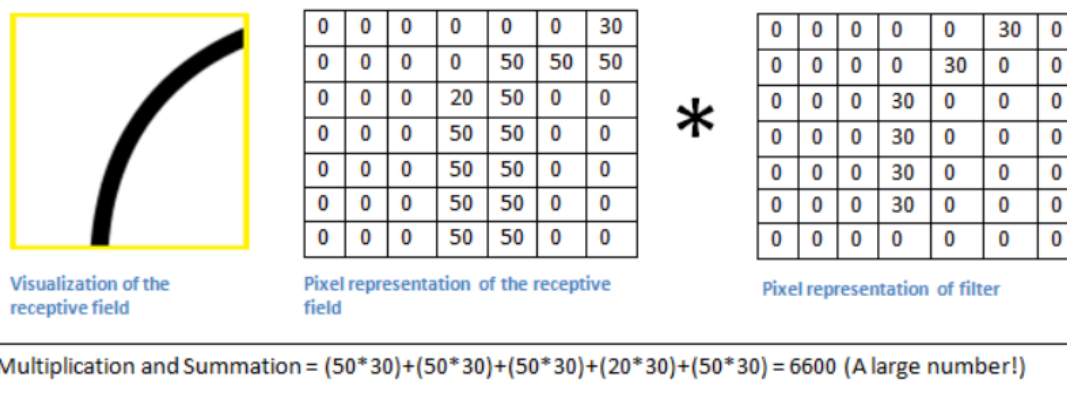 0 0 0 0 0 0 30
0 0 0 0 50 50 50
0 0 0 20 50 0 0
0 0 0 50 50 0 0
0 0 0 50 50 0 0
0 0 0 50 50 0 0
0 0 0 50 50 0 0
*
0 0 0 0 0 30 0
0 0 0 0 30 0 0
0 0 0 30 0 0 0
0 0 0 30 0 0 0
0 0 0 30 0 0 0
0 0 0 30 0 0 0
0 0 0 0 0 0 0
Visualization of the
receptive field
Pixel representation of the receptive
field
Pixel representation of filter
Multiplication and Summation = (50*30)+(50*30)+(50*30)+(20*30)+(50*30) = 6600 (A large number!)